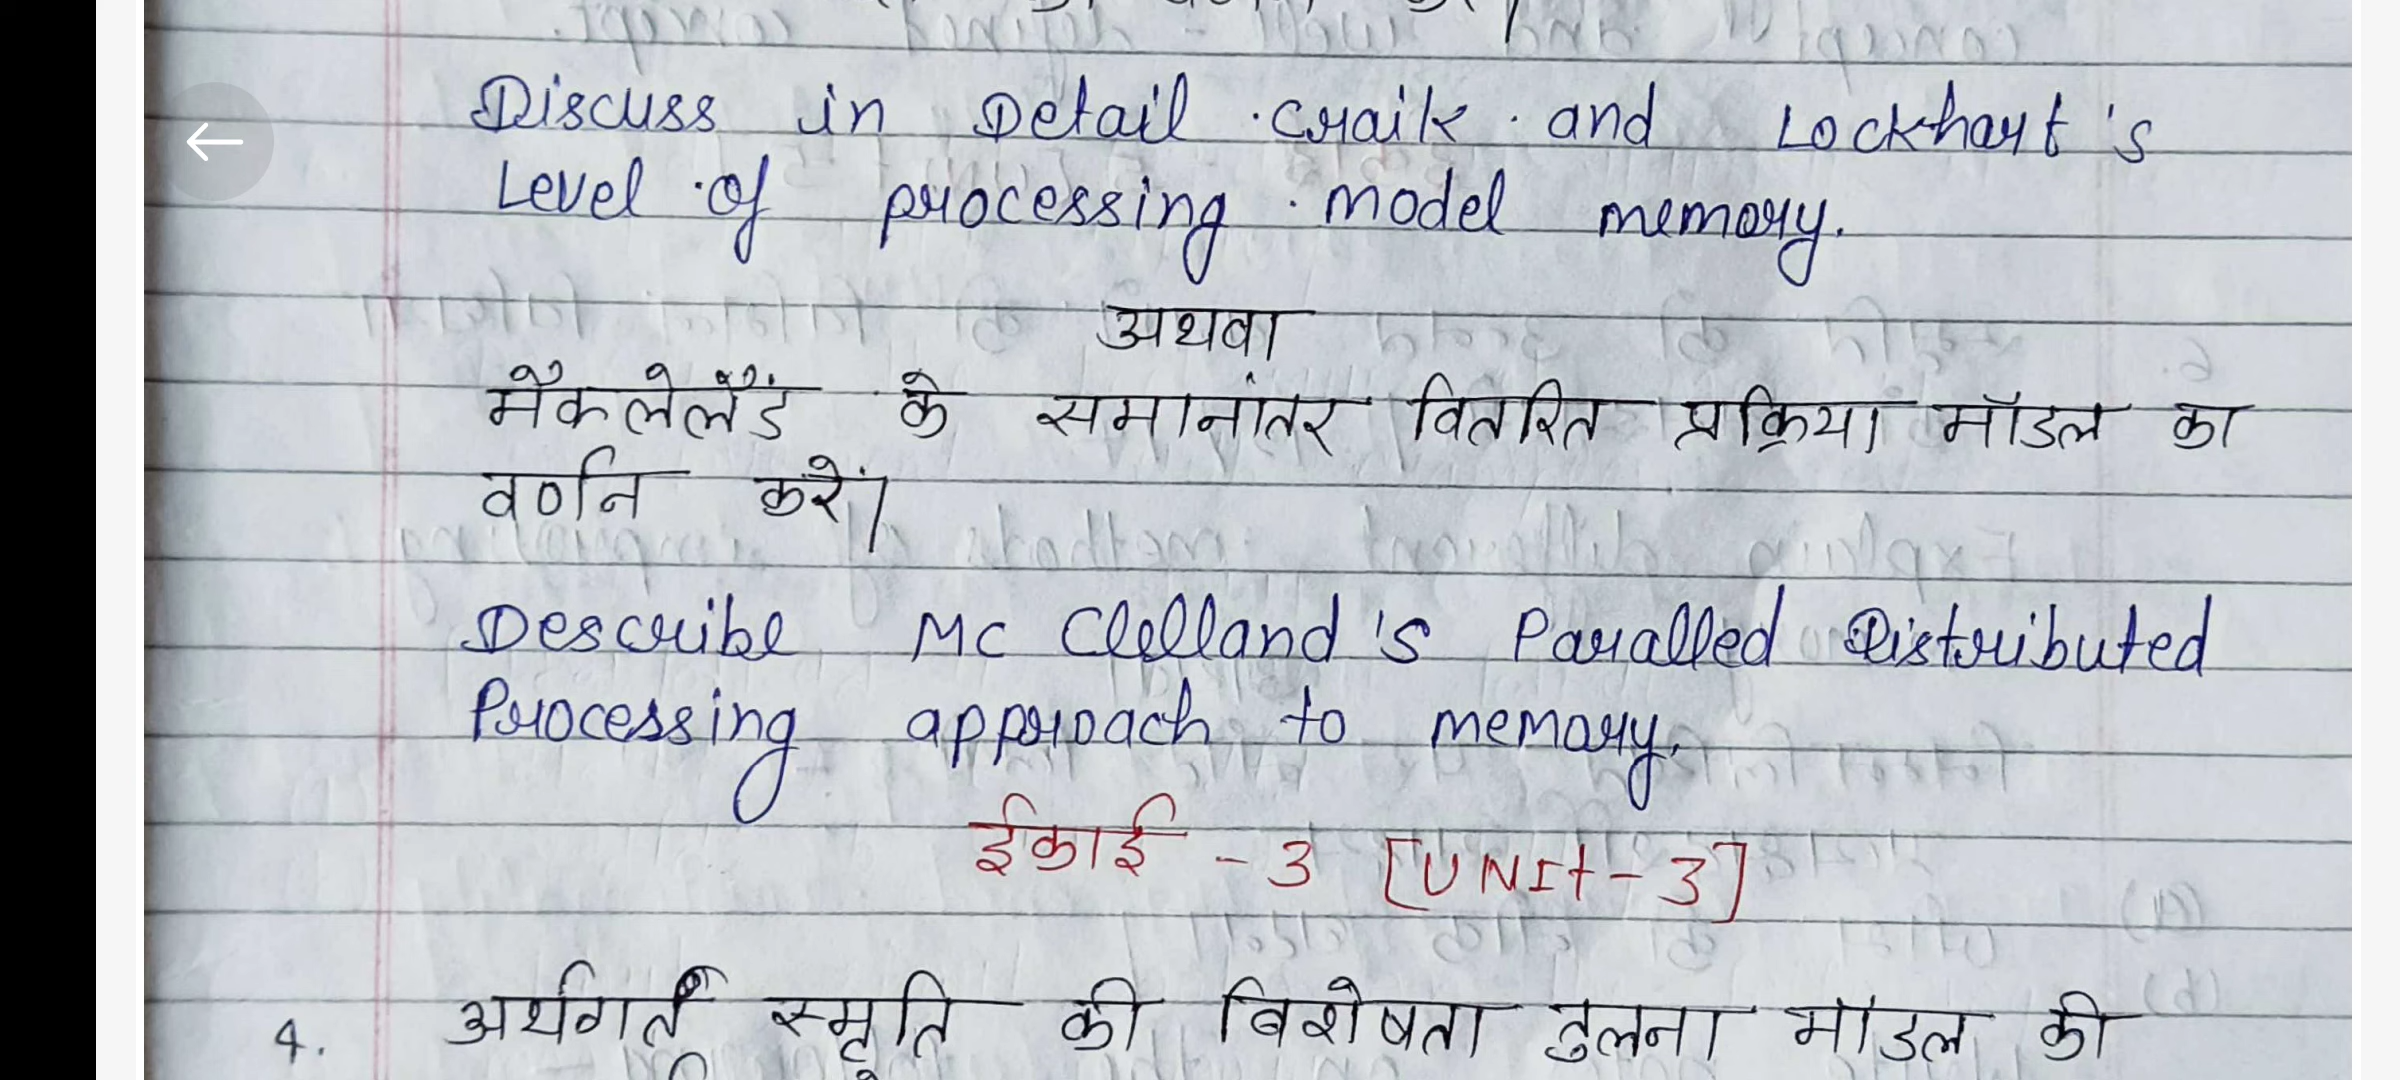 Discuss in Detail craik and Lockhart's
Level of processing model memory.
अथवा
मैकलेलैंड के समानांतर वितरित प्रक्रिया मॉडल का
वर्णन करें।
Describe Mc Clelland's Paralled Distributed
Processing approach to memory.
ईकाई - 3 [UNIt-3]
4. अर्थगत स्मृति की विशेषता तुलना माडल की